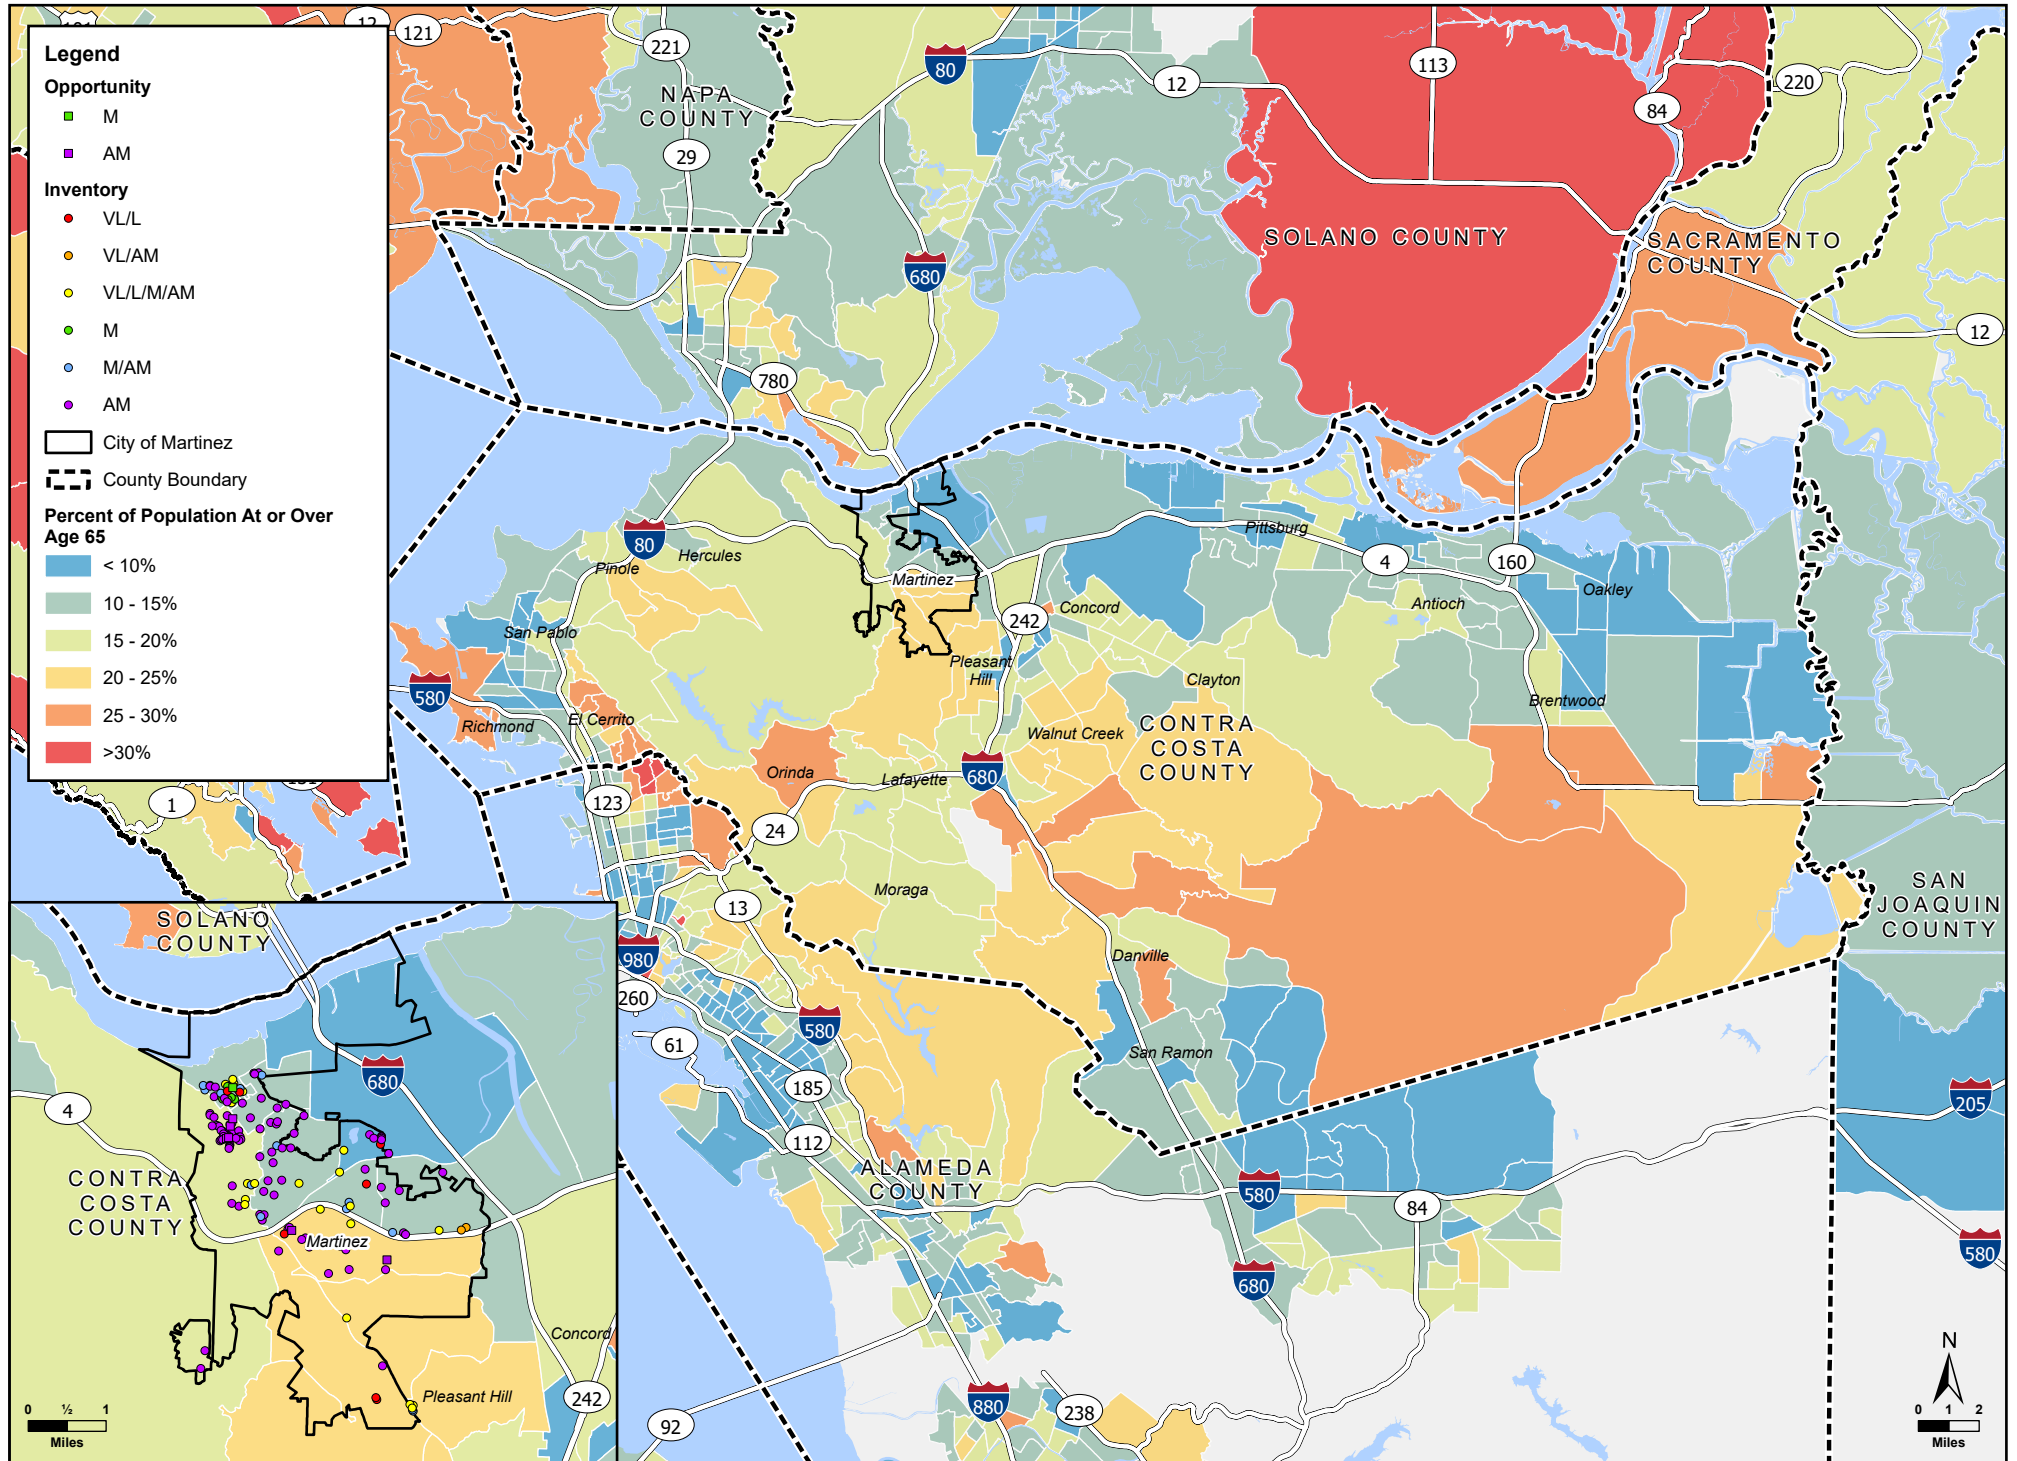 Legend
Opportunity
M
AM
Inventory
VL/L
VL/AM
VL/L/M/AM
M
M/AM
AM
City of Martinez
County Boundary
Percent of Population At or Over
Age 65
< 10%
10 - 15%
15 - 20%
20 - 25%
25 - 30%
>30%
12
121
221
80
12
113
84
220
NAPA
COUNTY
29
680
SOLANO COUNTY
SACRAMENTO
COUNTY
12
780
80
Hercules
Pinole
Martinez
Pittsburg
4
160
Oakley
Antioch
Concord
242
San Pablo
Pleasant
Hill
Clayton
Brentwood
580
Richmond
El Cerrito
Walnut Creek
CONTRA
COSTA
COUNTY
Orinda
Lafayette
680
1
123
24
Moraga
13
SAN
JOAQUIN
COUNTY
Danville
980
260
580
61
San Ramon
185
205
112
ALAMEDA
COUNTY
580
84
580
680
880
238
92
N
0 1 2
Miles
SOLANO
COUNTY
680
4
CONTRA
COSTA
COUNTY
Martinez
Concord
Pleasant Hill
242
0 ½ 1
Miles